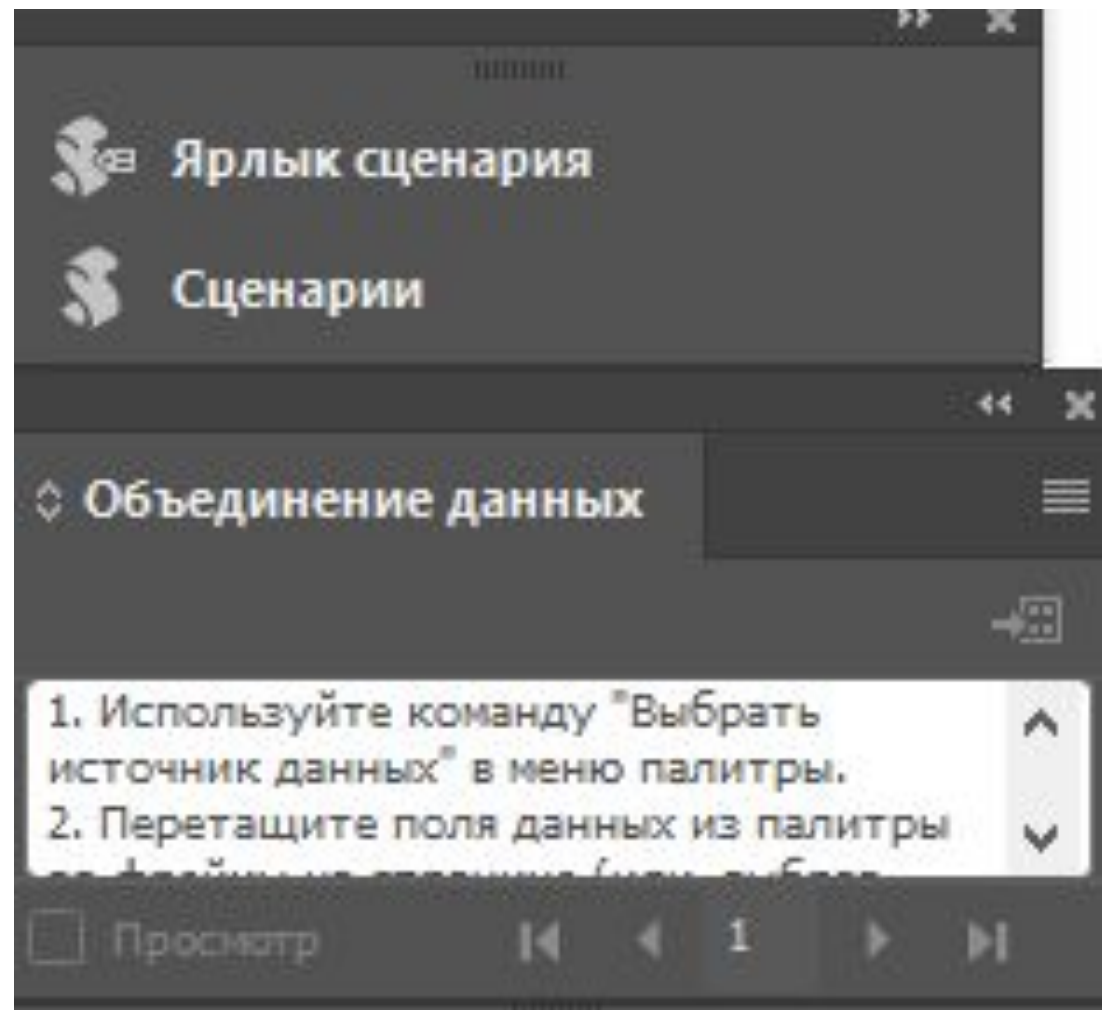 Ярлык сценария
Сценарии
Объединение данных
1. Используйте команду "Выбрать
источник данных" в меню палитры.
2. Перетащите поля данных из палитры
Просмотр
1